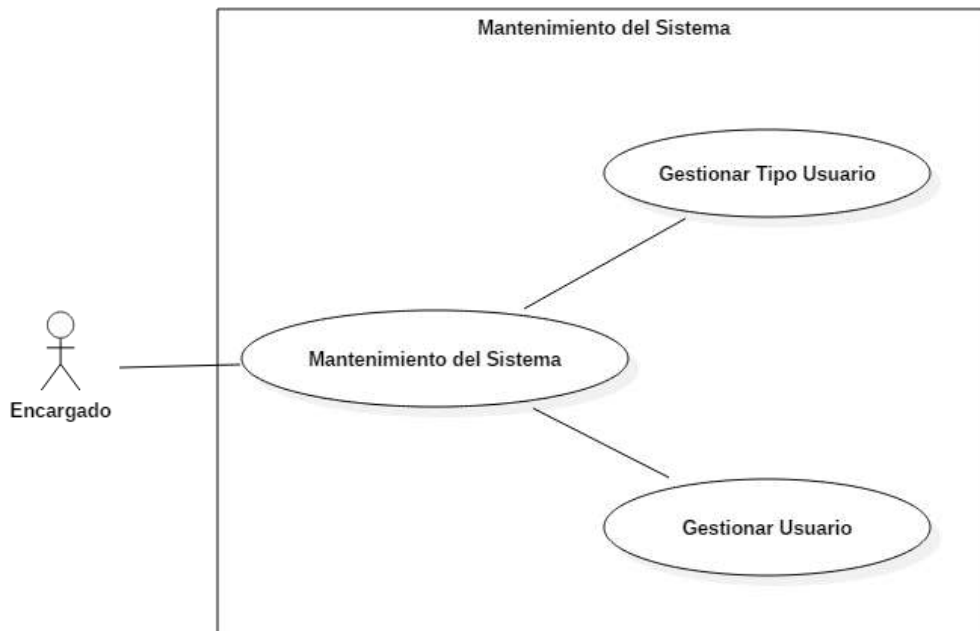 Mantenimiento del Sistema
Gestionar Tipo Usuario
Mantenimiento del Sistema
Encargado
Gestionar Usuario